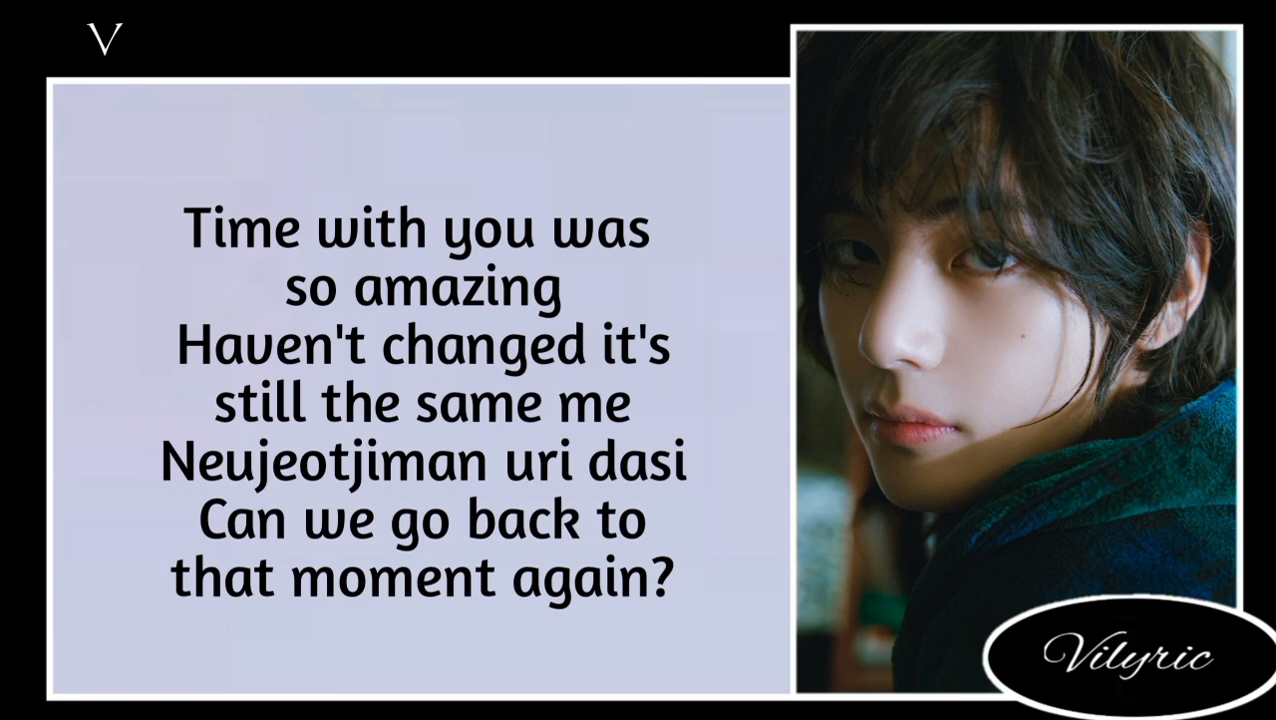 V
Time with you was
so amazing
Haven't changed it's
still the same me
Neujeotjiman uri dasi
Can we go back to
that moment again?
Vilyric